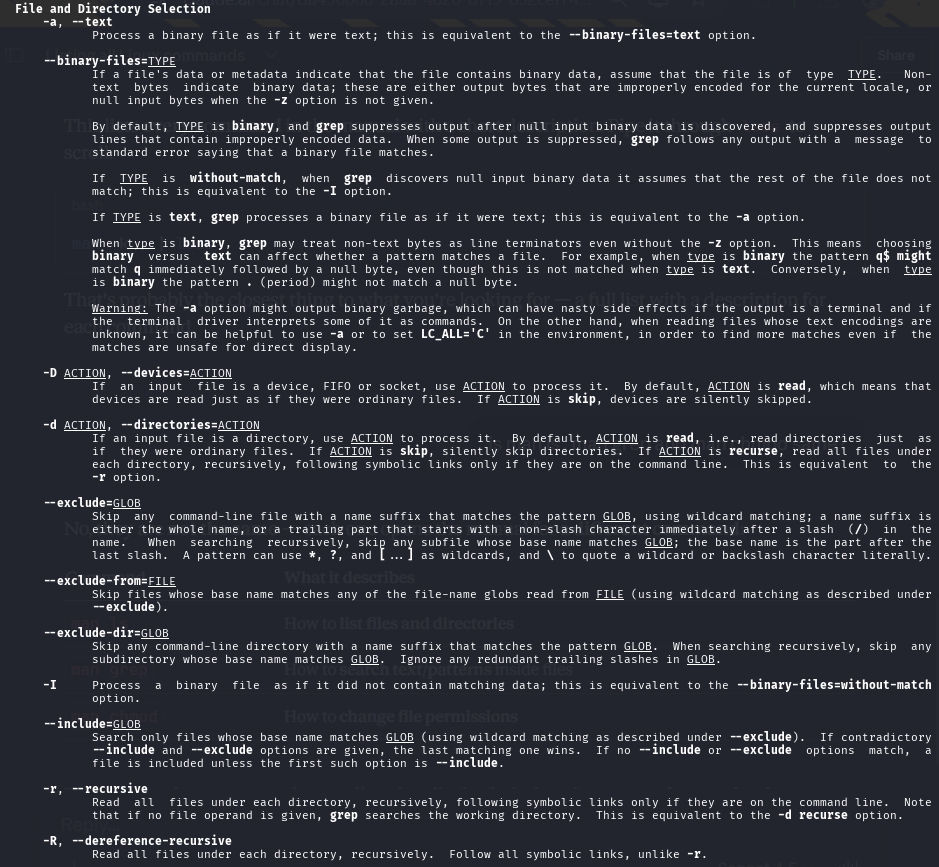 File and Directory Selection
-a, --text
Process a binary file as if it were text; this is equivalent to the --binary-files=text option.
--binary-files=TYPE
If a file's data or metadata indicate that the file contains binary data, assume that the file is of type TYPE. Non-
text bytes indicate binary data; these are either output bytes that are improperly encoded for the current locale, or
null input bytes when the -z option is not given.
By default, TYPE is binary, and grep suppresses output after null input binary data is discovered, and suppresses output
lines that contain improperly encoded data. When some output is suppressed, grep follows any output with a message to
standard error saying that a binary file matches.
If TYPE is without-match, when grep discovers null input binary data it assumes that the rest of the file does not
match; this is equivalent to the -I option.
If TYPE is text, grep processes a binary file as if it were text; this is equivalent to the -a option.
When type is binary, grep may treat non-text bytes as line terminators even without the -z option. This means choosing
binary versus text can affect whether a pattern matches a file. For example, when type is binary the pattern q$ might
match q immediately followed by a null byte, even though this is not matched when type is text. Conversely, when type
is binary the pattern . (period) might not match a null byte.
Warning: The -a option might output binary garbage, which can have nasty side effects if the output is a terminal and if
the terminal driver interprets some of it as commands. On the other hand, when reading files whose text encodings are
unknown, it can be helpful to use -a or to set LC_ALL='C' in the environment, in order to find more matches even if the
matches are unsafe for direct display.
-D ACTION, --devices=ACTION
If an input file is a device, FIFO or socket, use ACTION to process it. By default, ACTION is read, which means that
devices are read just as if they were ordinary files. If ACTION is skip, devices are silently skipped.
-d ACTION, --directories=ACTION
If an input file is a directory, use ACTION to process it. By default, ACTION is read, i.e., read directories just as
if they were ordinary files. If ACTION is skip, silently skip directories. If ACTION is recurse, read all files under
each directory, recursively, following symbolic links only if they are on the command line. This is equivalent to the
-r option.
--exclude=GLOB
Skip any command-line file with a name suffix that matches the pattern GLOB, using wildcard matching; a name suffix is
either the whole name, or a trailing part that starts with a non-slash character immediately after a slash (/) in the
name. When searching recursively, skip any subfile whose base name matches GLOB; the base name is the part after the
last slash. A pattern can use *, ?, and [...] as wildcards, and \ to quote a wildcard or backslash character literally.
--exclude-from=FILE
What it describes
Skip files whose base name matches any of the file-name globs read from FILE (using wildcard matching as described under
--exclude).
How to list files and directories
--exclude-dir=GLOB
Skip any command-line directory with a name suffix that matches the pattern GLOB. When searching recursively, skip any
subdirectory whose base name matches GLOB. Ignore any redundant trailing slashes in GLOB.
How to search text/patterns inside files
-I Process a binary file as if it did not contain matching data; this is equivalent to the --binary-files=without-match
option.
How to change file permissions
--include=GLOB
Search only files whose base name matches GLOB (using wildcard matching as described under --exclude). If contradictory
--include and --exclude options are given, the last matching one wins. If no --include or --exclude options match, a
file is included unless the first such option is --include.
-r, --recursive
Read all files under each directory, recursively, following symbolic links only if they are on the command line. Note
that if no file operand is given, grep searches the working directory. This is equivalent to the -d recurse option.
-R, --dereference-recursive
Read all files under each directory, recursively. Follow all symbolic links, unlike -r.